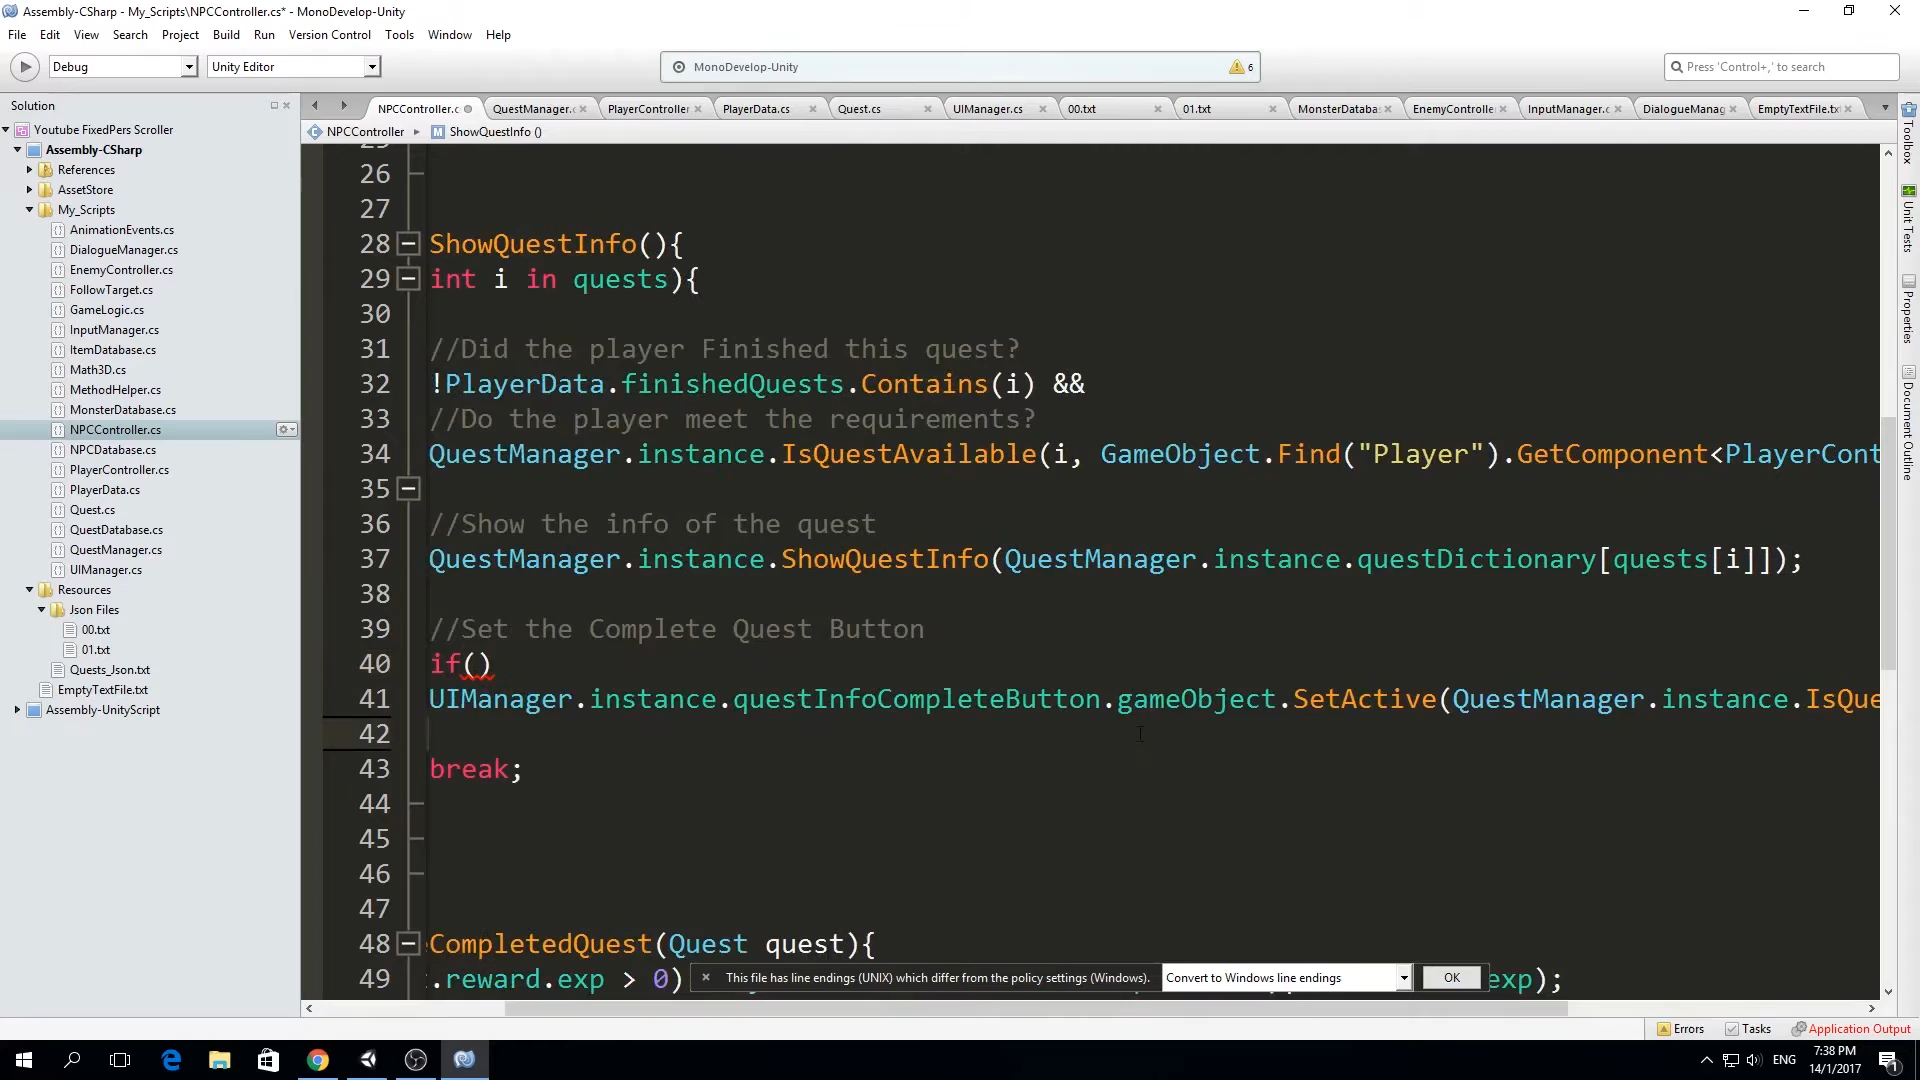 Assembly-CSharp - My_Scripts\NPCController.cs* - MonoDevelop-Unity
File Edit View Search Project Build Run Version Control Tools Window Help
Debug Unity Editor MonoDevelop-Unity 6 Press 'Control+,' to search
Solution
NPCController.c QuestManager.c PlayerController PlayerData.cs Quest.cs UIManager.cs 00.txt 01.txt MonsterDataba EnemyControlle InputManager.c DialogueManag EmptyTextFile.tx
NPCController ShowQuestInfo ()
Youtube FixedPers Scroller
Assembly-CSharp
References
AssetStore
My_Scripts
AnimationEvents.cs
DialogueManager.cs
EnemyController.cs
FollowTarget.cs
GameLogic.cs
InputManager.cs
ItemDatabase.cs
Math3D.cs
MethodHelper.cs
MonsterDatabase.cs
NPCController.cs
NPCDatabase.cs
PlayerController.cs
PlayerData.cs
Quest.cs
QuestDatabase.cs
QuestManager.cs
UIManager.cs
Resources
Json Files
00.txt
01.txt
Quests_Json.txt
EmptyTextFile.txt
Assembly-UnityScript
26
27
28 ShowQuestInfo(){
29 int i in quests){
30
31 //Did the player Finished this quest?
32 !PlayerData.finishedQuests.Contains(i) &&
33 //Do the player meet the requirements?
34 QuestManager.instance.IsQuestAvailable(i, GameObject.Find("Player").GetComponent<PlayerCont
35
36 //Show the info of the quest
37 QuestManager.instance.ShowQuestInfo(QuestManager.instance.questDictionary[quests[i]]);
38
39 //Set the Complete Quest Button
40 if()
41 UIManager.instance.questInfoCompleteButton.gameObject.SetActive(QuestManager.instance.IsQue
42
43 break;
44
45
46
47
48 CompletedQuest(Quest quest){
49 .reward.exp > 0) exp);
This file has line endings (UNIX) which differ from the policy settings (Windows). Convert to Windows line endings OK
Toolbox
Unit Tests
Properties
Document Outline
Errors Tasks Application Output
ENG 7:38 PM
14/1/2017
1